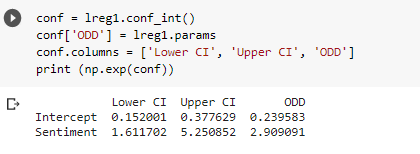 conf = lreg1.conf_int()
conf['ODD'] = lreg1.params
conf.columns = ['Lower CI', 'Upper CI', 'ODD']
print (np.exp(conf))
Lower CI Upper CI ODD
Intercept 0.152001 0.377629 0.239583
Sentiment 1.611702 5.250852 2.909091